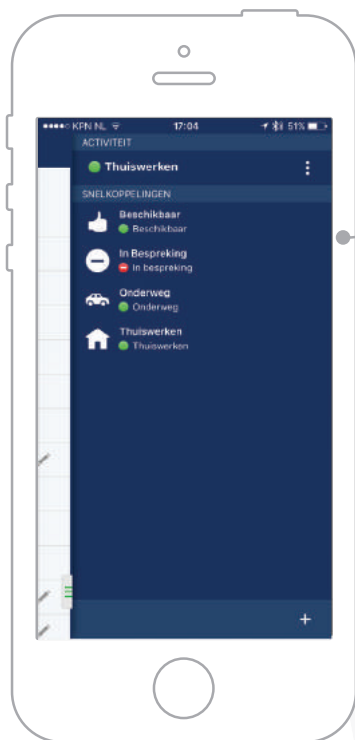 KPN NL 17:04 51%
ACTIVITEIT
Thuiswerken
SNELKOPPELINGEN
Beschikbaar
Beschikbaar
In Bespreking
In bespreking
Onderweg
Onderweg
Thuiswerken
Thuiswerken
+